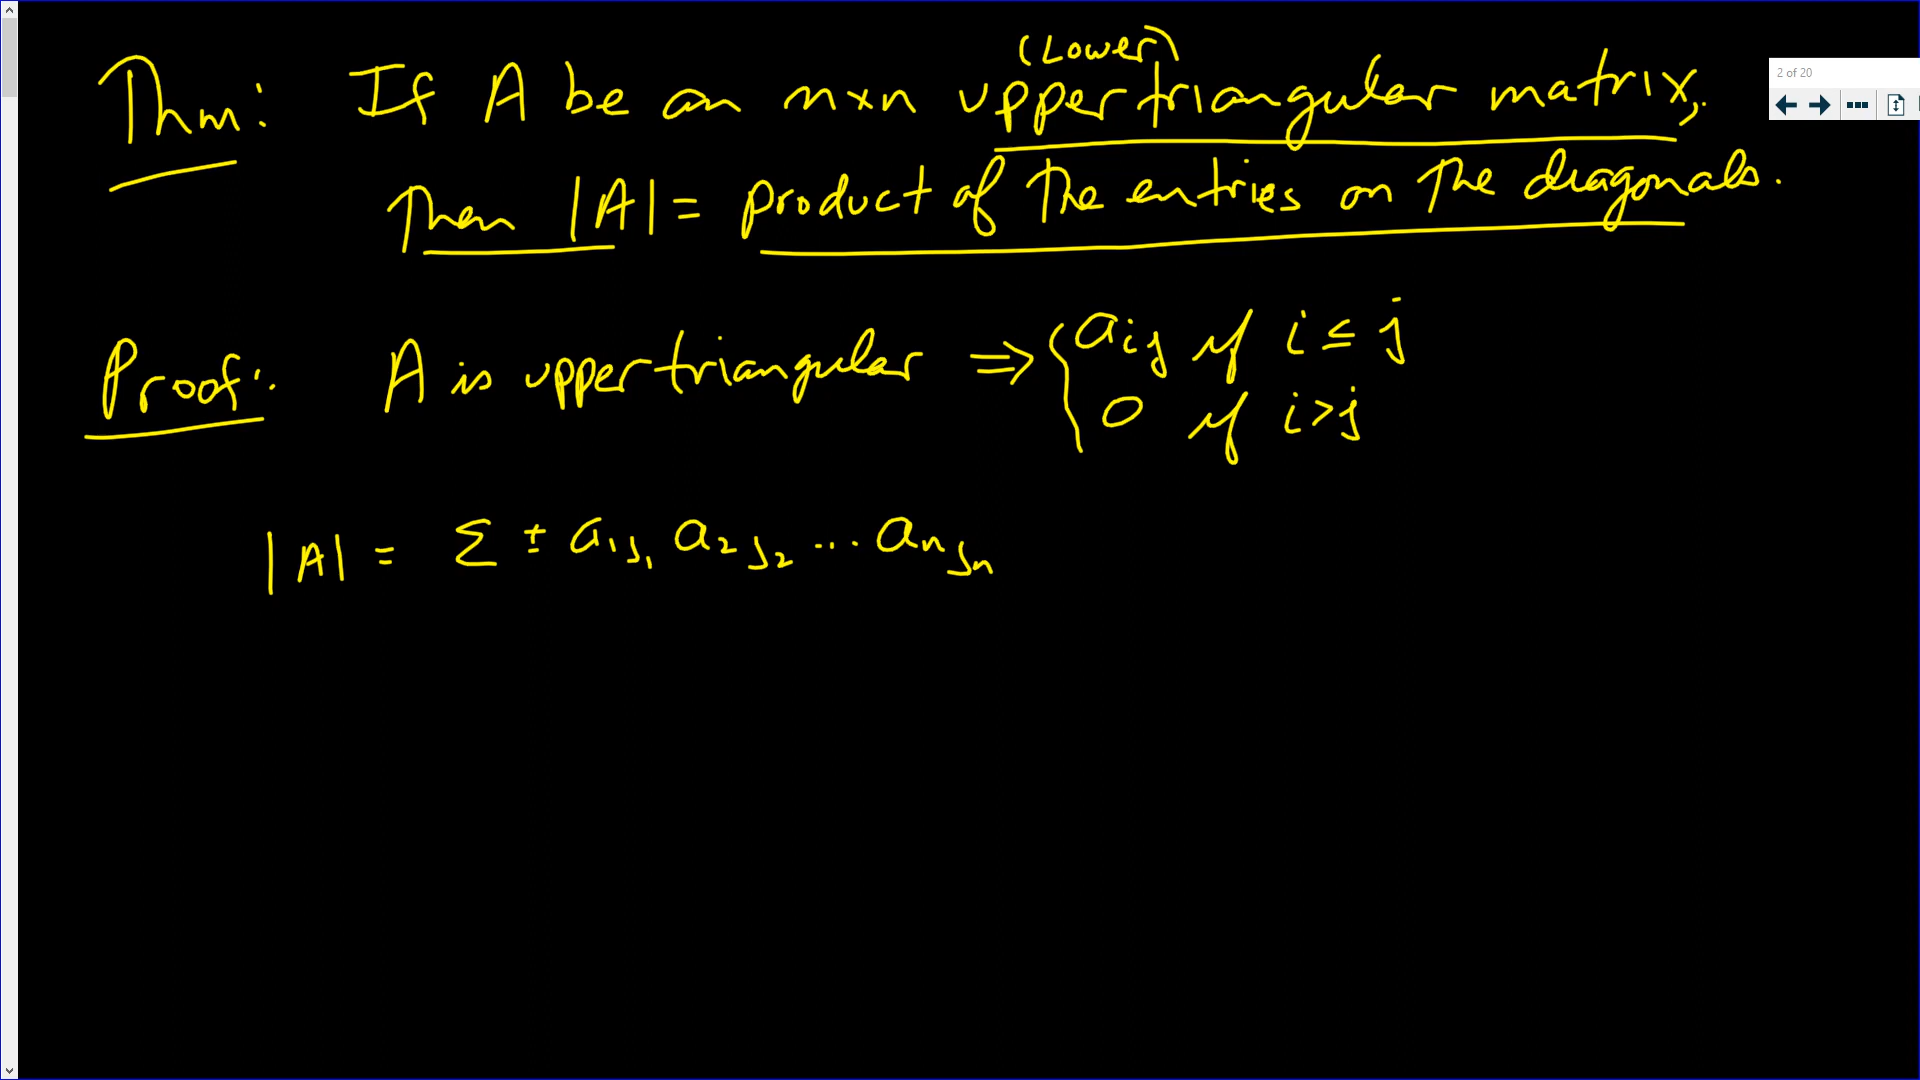 2 of 20
(Lower)
Thm: If A be an n×n upper triangular matrix,
Then |A| = product of the entries on the diagonals.
Proof: A is upper triangular ⇒ { aij if i ≤ j
0 if i > j
|A| = Σ ± a1j1 a2j2 ... anjn